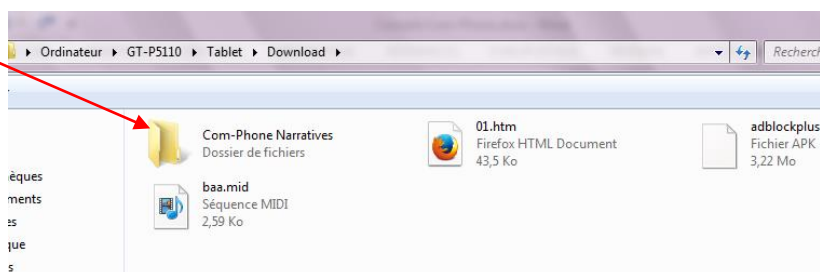 Ordinateur ▸ GT-P5110 ▸ Tablet ▸ Download ▸
Recherch
Com-Phone Narratives
Dossier de fichiers
01.htm
Firefox HTML Document
43,5 Ko
adblockplus
Fichier APK
3,22 Mo
baa.mid
Séquence MIDI
2,59 Ko
èques
ments
es
que
s